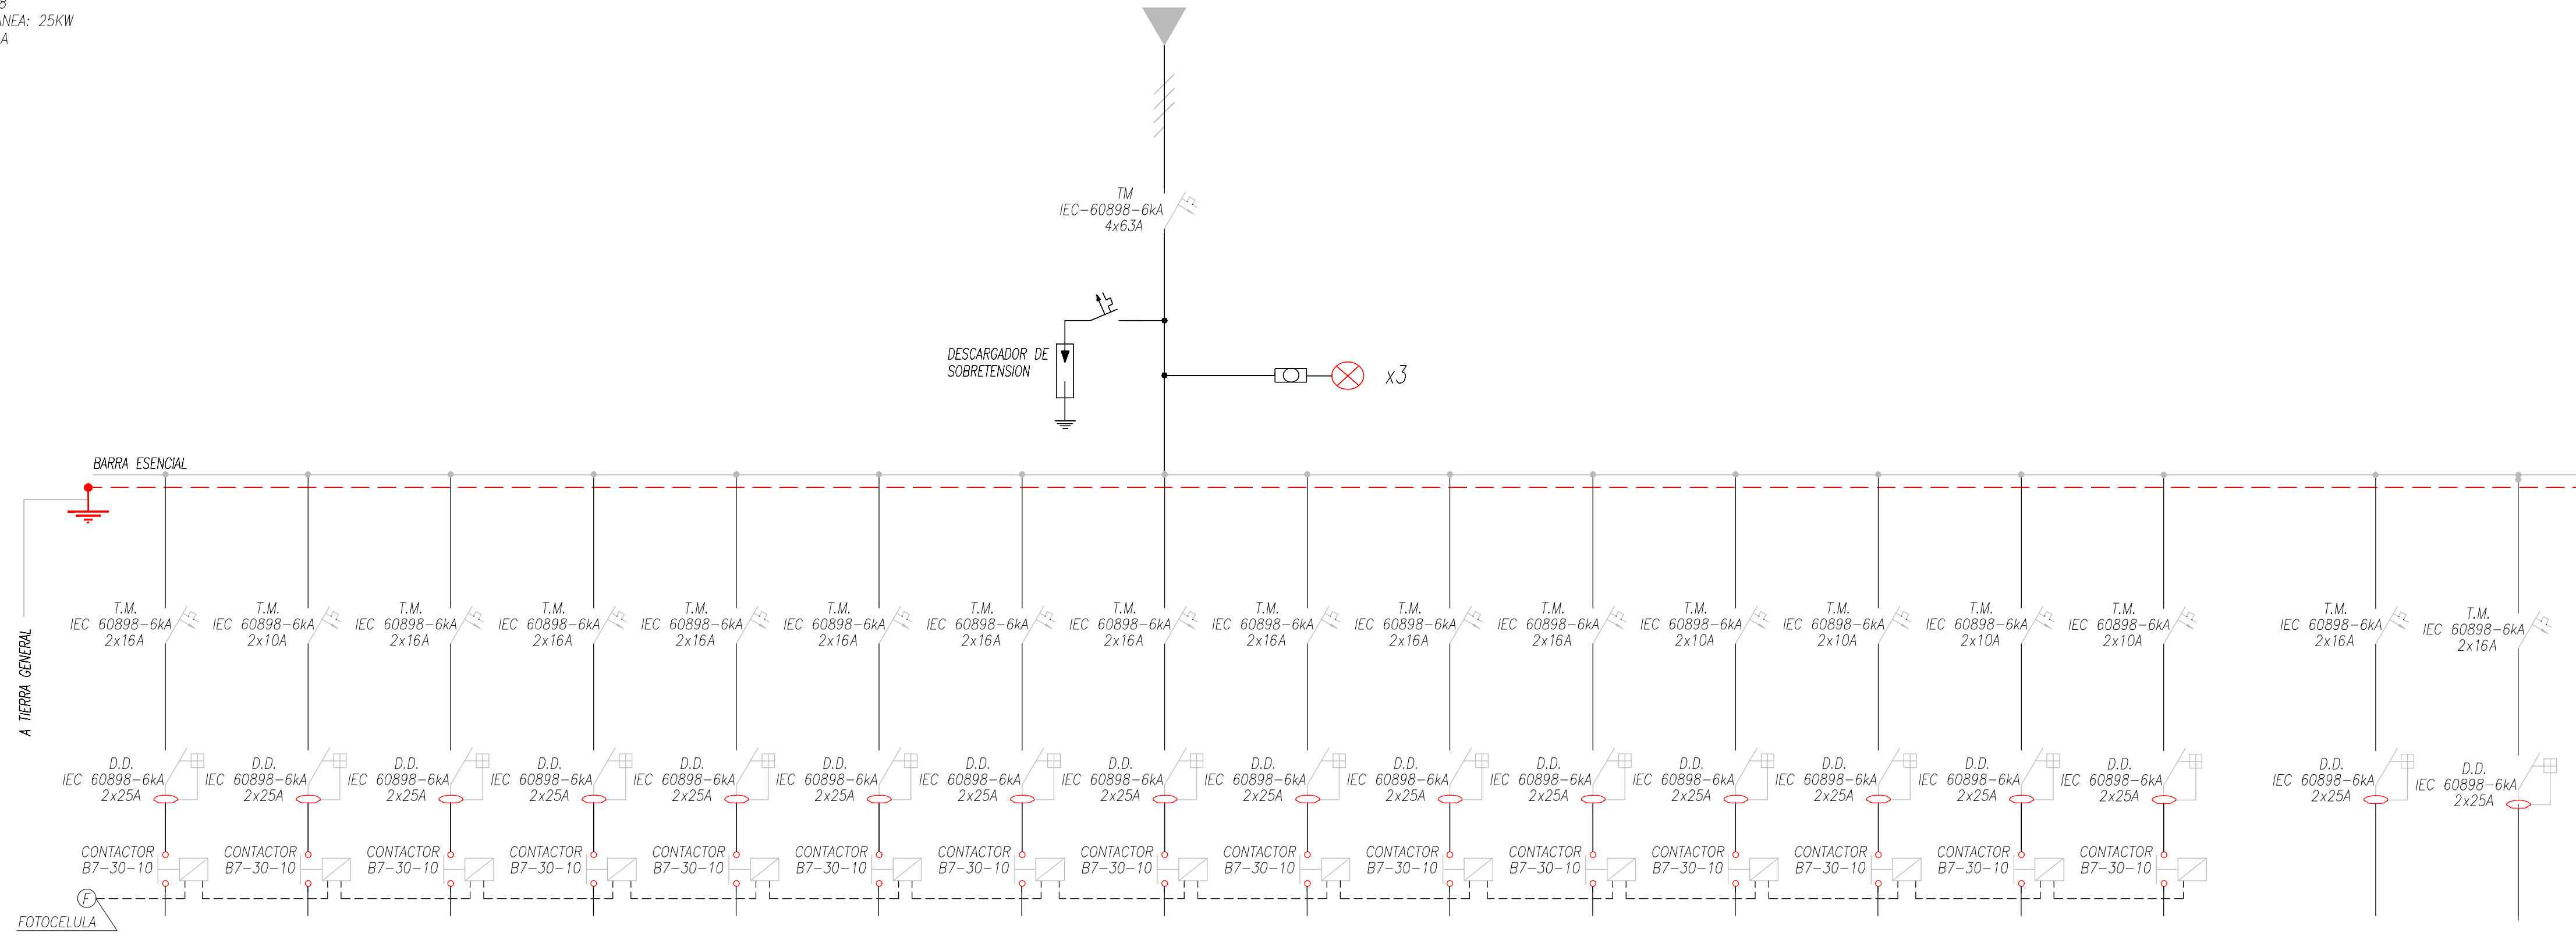 8
NEA: 25KW
A
TM
IEC-60898-6kA
4x63A
DESCARGADOR DE
SOBRETENSION
x3
BARRA ESENCIAL
A TIERRA GENERAL
T.M.
IEC 60898-6kA
2x16A
T.M.
IEC 60898-6kA
2x10A
T.M.
IEC 60898-6kA
2x16A
T.M.
IEC 60898-6kA
2x16A
T.M.
IEC 60898-6kA
2x16A
T.M.
IEC 60898-6kA
2x16A
T.M.
IEC 60898-6kA
2x16A
T.M.
IEC 60898-6kA
2x16A
T.M.
IEC 60898-6kA
2x16A
T.M.
IEC 60898-6kA
2x16A
T.M.
IEC 60898-6kA
2x16A
T.M.
IEC 60898-6kA
2x10A
T.M.
IEC 60898-6kA
2x10A
T.M.
IEC 60898-6kA
2x10A
T.M.
IEC 60898-6kA
2x10A
T.M.
IEC 60898-6kA
2x16A
T.M.
IEC 60898-6kA
2x16A
D.D.
IEC 60898-6kA
2x25A
D.D.
IEC 60898-6kA
2x25A
D.D.
IEC 60898-6kA
2x25A
D.D.
IEC 60898-6kA
2x25A
D.D.
IEC 60898-6kA
2x25A
D.D.
IEC 60898-6kA
2x25A
D.D.
IEC 60898-6kA
2x25A
D.D.
IEC 60898-6kA
2x25A
D.D.
IEC 60898-6kA
2x25A
D.D.
IEC 60898-6kA
2x25A
D.D.
IEC 60898-6kA
2x25A
D.D.
IEC 60898-6kA
2x25A
D.D.
IEC 60898-6kA
2x25A
D.D.
IEC 60898-6kA
2x25A
D.D.
IEC 60898-6kA
2x25A
D.D.
IEC 60898-6kA
2x25A
D.D.
IEC 60898-6kA
2x25A
CONTACTOR
B7-30-10
CONTACTOR
B7-30-10
CONTACTOR
B7-30-10
CONTACTOR
B7-30-10
CONTACTOR
B7-30-10
CONTACTOR
B7-30-10
CONTACTOR
B7-30-10
CONTACTOR
B7-30-10
CONTACTOR
B7-30-10
CONTACTOR
B7-30-10
CONTACTOR
B7-30-10
CONTACTOR
B7-30-10
CONTACTOR
B7-30-10
CONTACTOR
B7-30-10
CONTACTOR
B7-30-10
F
FOTOCELULA